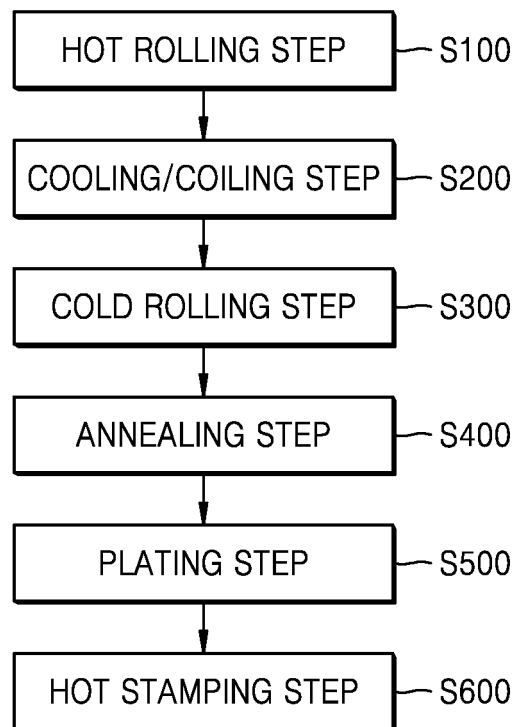 HOT ROLLING STEP S100
COOLING/COILING STEP S200
COLD ROLLING STEP S300
ANNEALING STEP S400
PLATING STEP S500
HOT STAMPING STEP S600